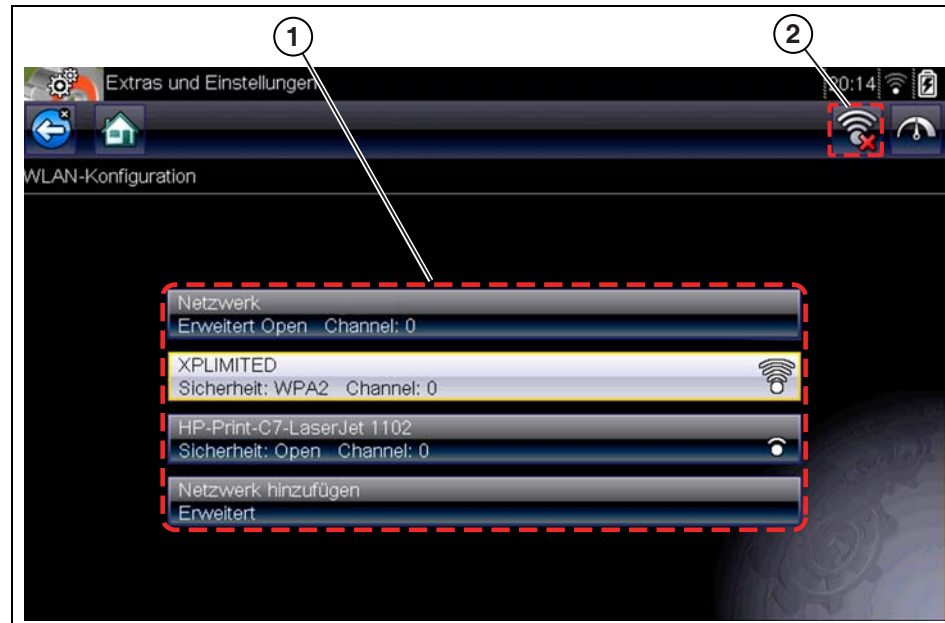 1
2
Extras und Einstellungen
20:14
WLAN-Konfiguration
Netzwerk
Erweitert Open Channel: 0
XPLIMITED
Sicherheit: WPA2 Channel: 0
HP-Print-C7-LaserJet 1102
Sicherheit: Open Channel: 0
Netzwerk hinzufügen
Erweitert